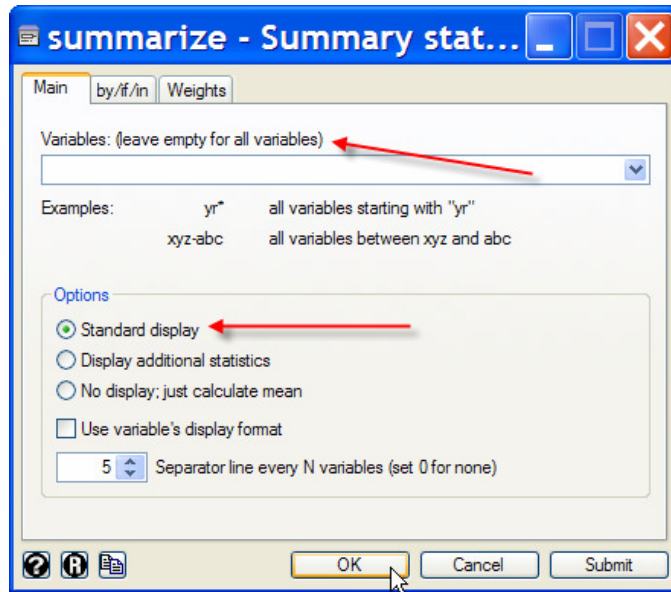 summarize - Summary stat...
Main by/if/in Weights
Variables: (leave empty for all variables)
Examples: yr* all variables starting with "yr"
xyz-abc all variables between xyz and abc
Options
Standard display
Display additional statistics
No display; just calculate mean
Use variable's display format
5 Separator line every N variables (set 0 for none)
? R OK Cancel Submit